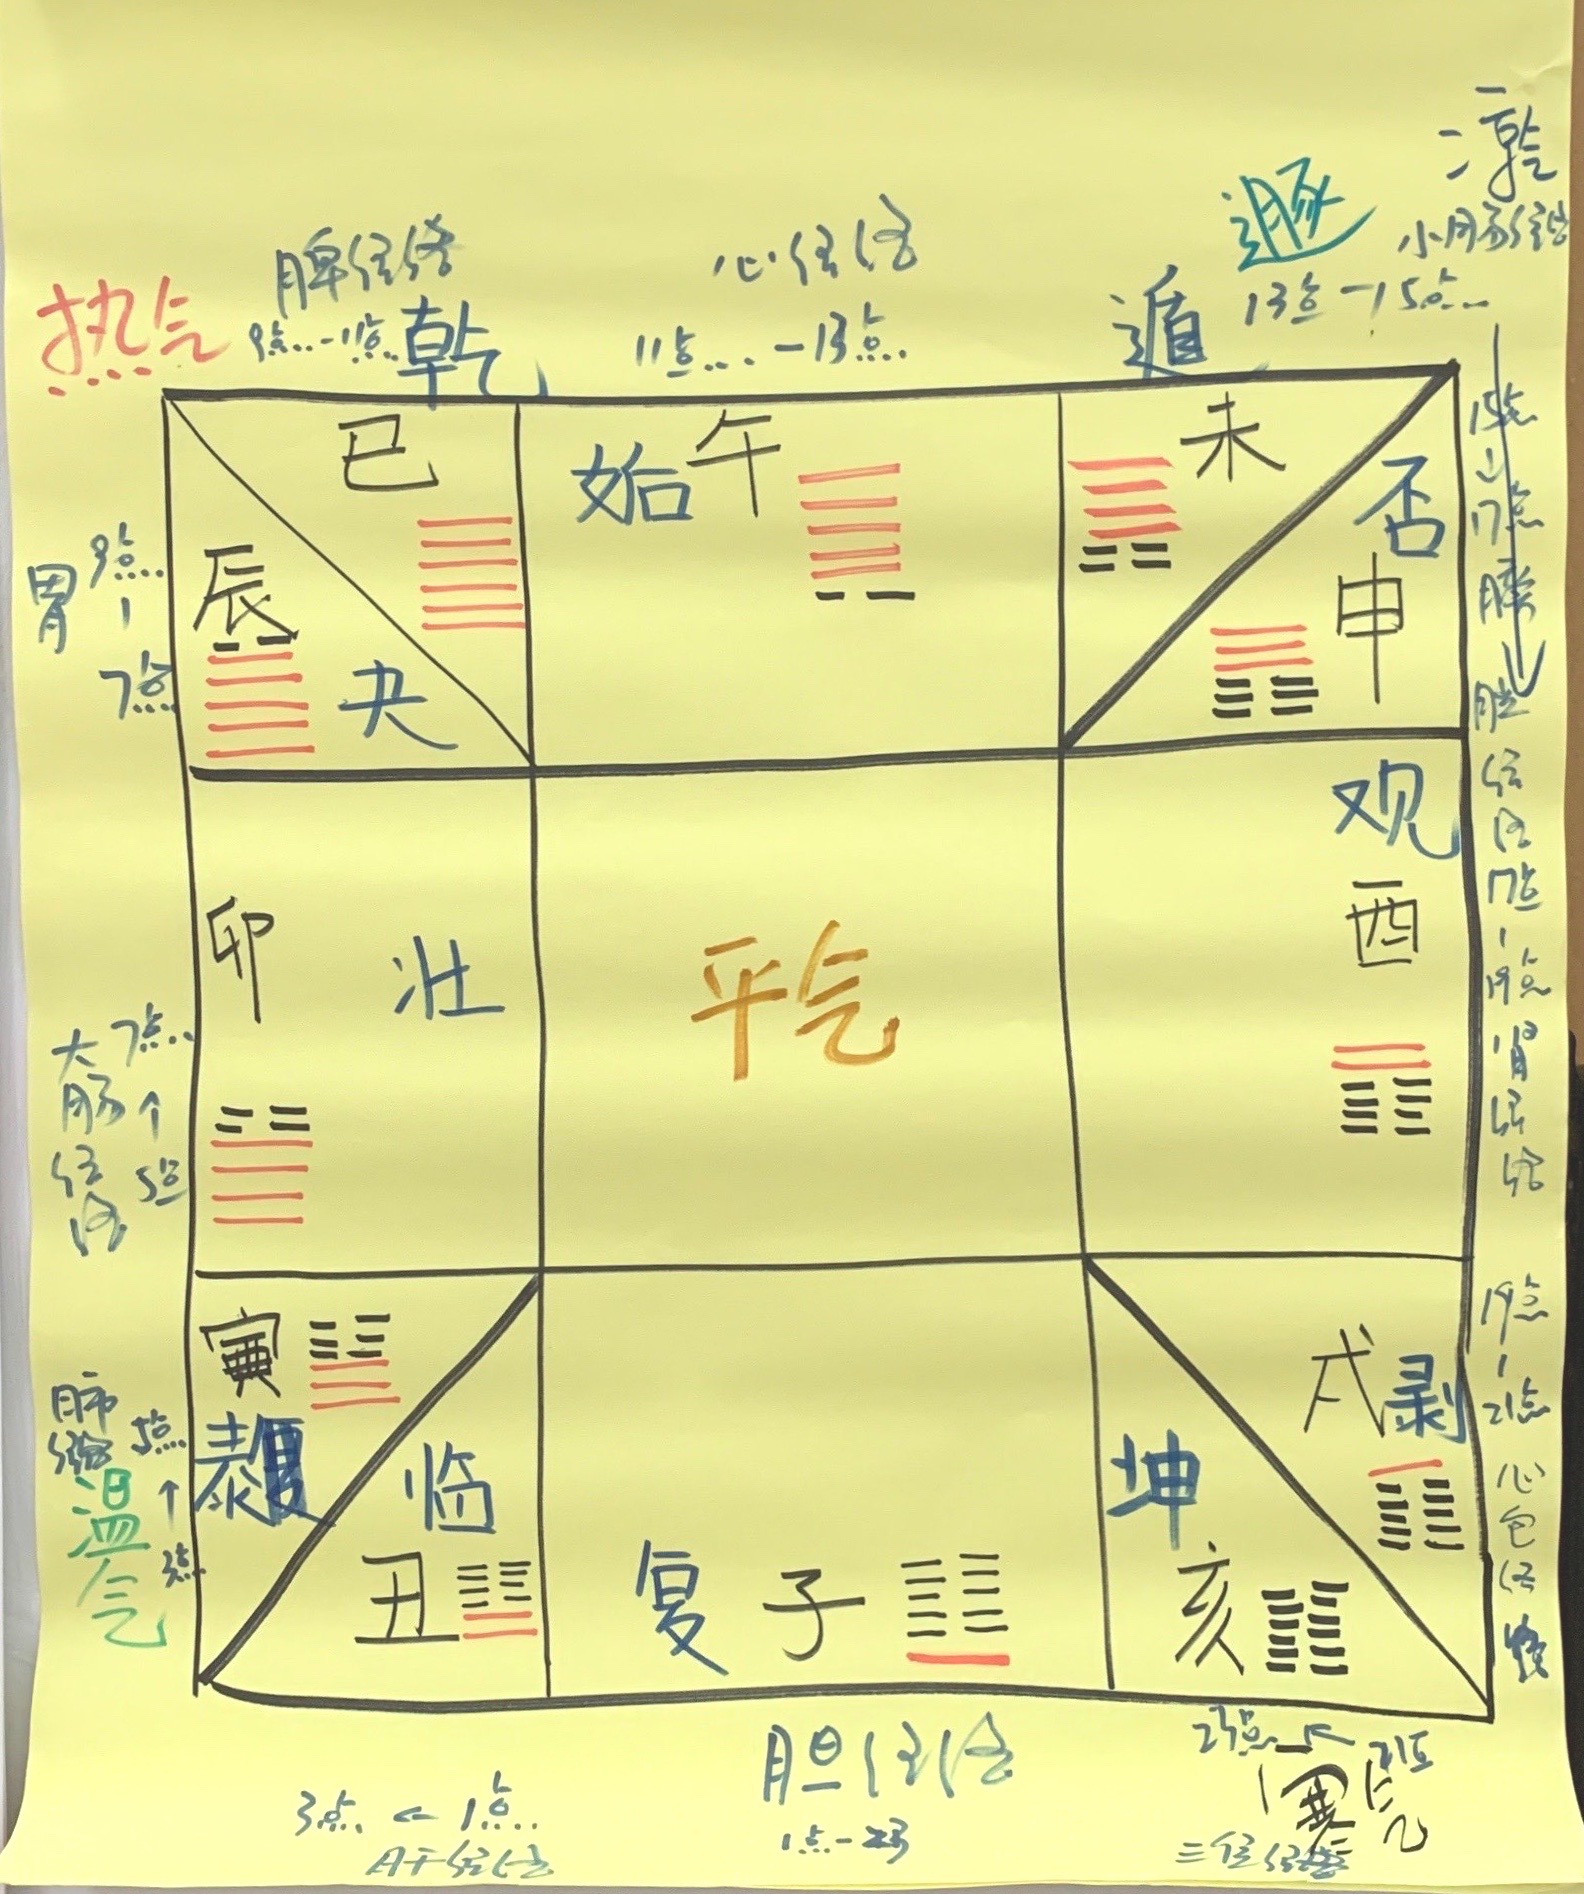 热气
脾经络
9点-11点
乾
心经络
11点-13点
遯
遁
13点-15点
小肠经络
巳
辰
夬
胃
9点
7点
姤
午
未
否
申
15点
↓
17点
膀
胱
经
络
卯
壮
大
肠
经
络
7点
↑
5点
平气
观
酉
17点
19点
肾
经
络
寅
泰
临
丑
肺
经络
5点
↑
3点
温
气
复
子
坤
亥
戌
剥
19点
21点
心
包
经
络
3点 ← 1点
肝经络
胆经络
1点-23
23点 ← 21点
寒气
三焦经络